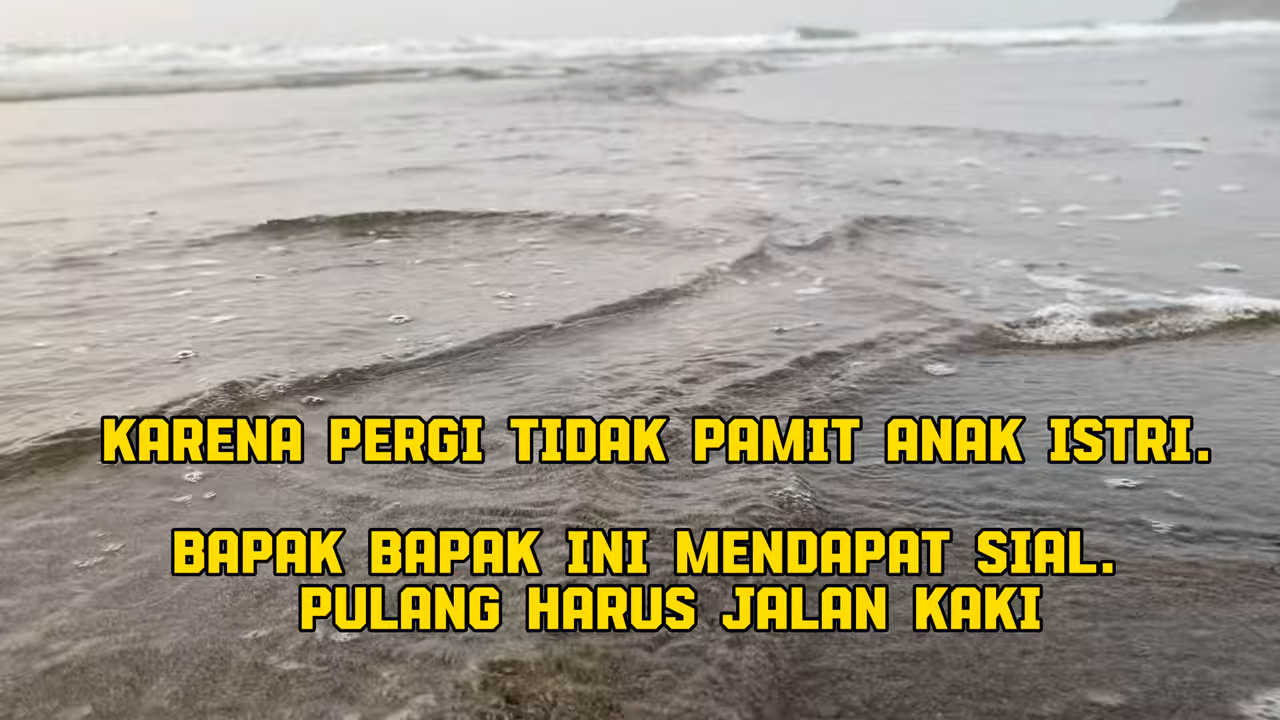 KARENA PERGI TIDAK PAMIT ANAK ISTRI.
BAPAK BAPAK INI MENDAPAT SIAL.
PULANG HARUS JALAN KAKI